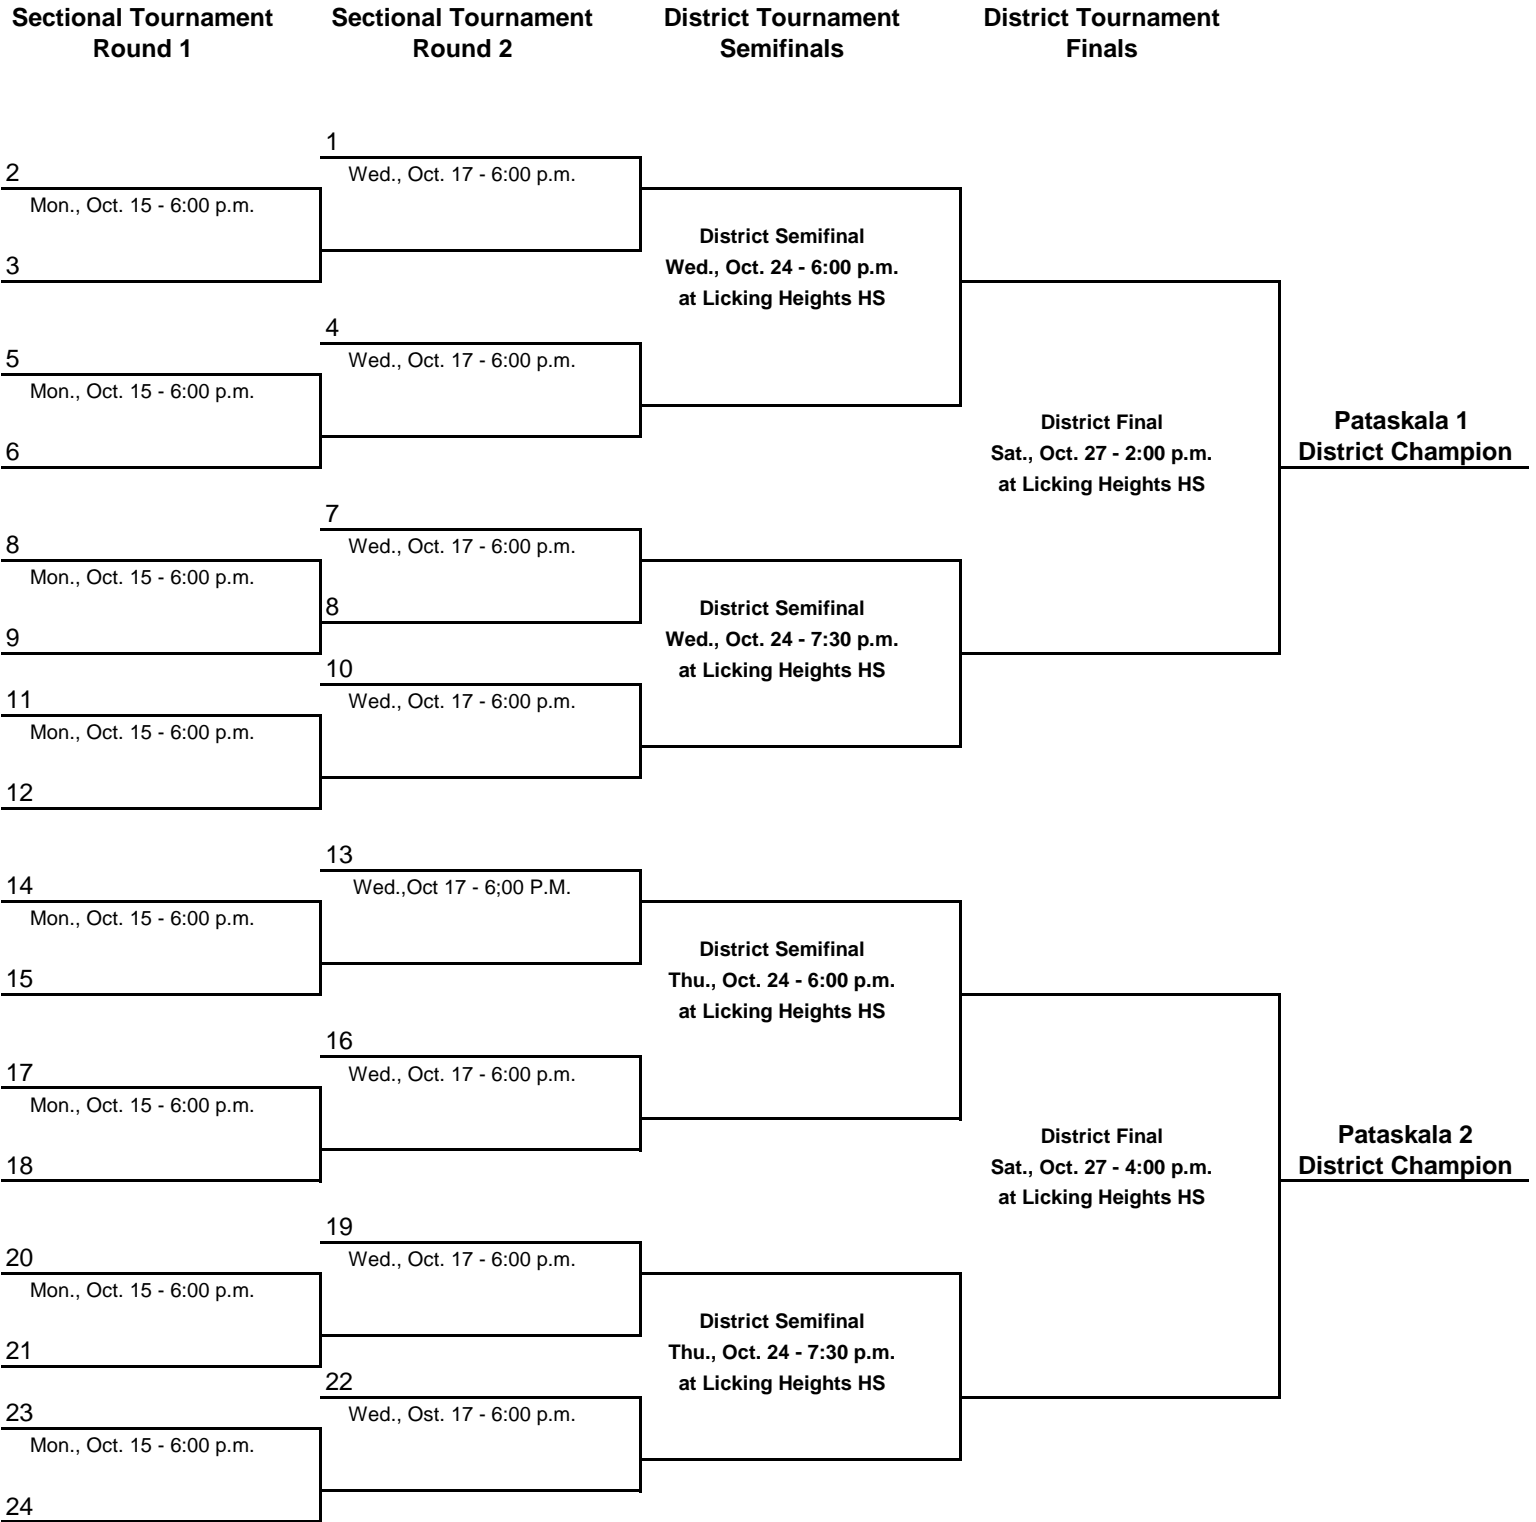 Sectional Tournament
Round 1
Sectional Tournament
Round 2
District Tournament
Semifinals
District Tournament
Finals
1
2
Wed., Oct. 17 - 6:00 p.m.
Mon., Oct. 15 - 6:00 p.m.
District Semifinal
3
Wed., Oct. 24 - 6:00 p.m.
at Licking Heights HS
4
5
Wed., Oct. 17 - 6:00 p.m.
Mon., Oct. 15 - 6:00 p.m.
District Final
Pataskala 1
6
Sat., Oct. 27 - 2:00 p.m.
District Champion
at Licking Heights HS
7
8
Wed., Oct. 17 - 6:00 p.m.
Mon., Oct. 15 - 6:00 p.m.
8
District Semifinal
9
Wed., Oct. 24 - 7:30 p.m.
10
at Licking Heights HS
11
Wed., Oct. 17 - 6:00 p.m.
Mon., Oct. 15 - 6:00 p.m.
12
13
14
Wed.,Oct 17 - 6;00 P.M.
Mon., Oct. 15 - 6:00 p.m.
District Semifinal
15
Thu., Oct. 24 - 6:00 p.m.
at Licking Heights HS
16
17
Wed., Oct. 17 - 6:00 p.m.
Mon., Oct. 15 - 6:00 p.m.
District Final
Pataskala 2
18
Sat., Oct. 27 - 4:00 p.m.
District Champion
at Licking Heights HS
19
20
Wed., Oct. 17 - 6:00 p.m.
Mon., Oct. 15 - 6:00 p.m.
District Semifinal
21
Thu., Oct. 24 - 7:30 p.m.
22
at Licking Heights HS
23
Wed., Ost. 17 - 6:00 p.m.
Mon., Oct. 15 - 6:00 p.m.
24